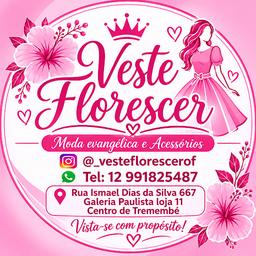 Veste
Florescer
Moda evangélica e Acessórios
@_vesteflorescerof
Tel: 12 991825487
Rua Ismael Dias da Silva 667
Galeria Paulista loja 11
Centro de Tremembé
Vista-se com propósito!